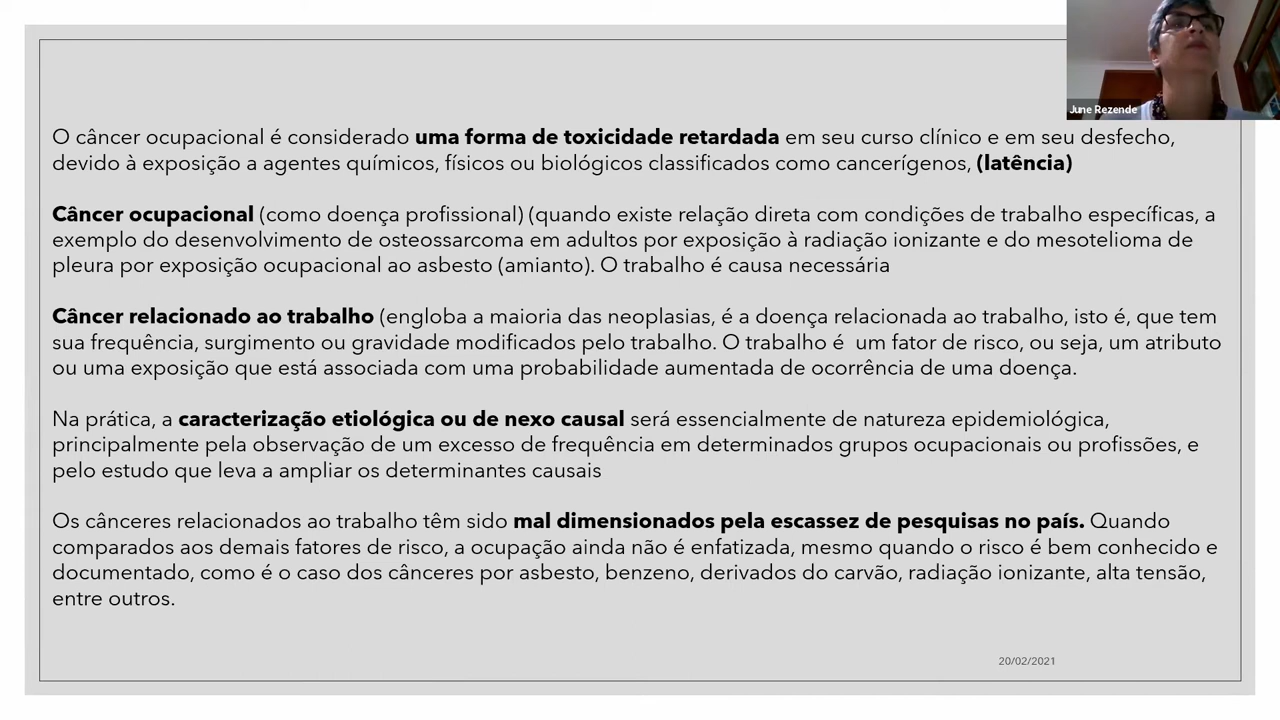 June Rezende
O câncer ocupacional é considerado uma forma de toxicidade retardada em seu curso clínico e em seu desfecho,
devido à exposição a agentes químicos, físicos ou biológicos classificados como cancerígenos, (latência)
Câncer ocupacional (como doença profissional) (quando existe relação direta com condições de trabalho específicas, a
exemplo do desenvolvimento de osteossarcoma em adultos por exposição à radiação ionizante e do mesotelioma de
pleura por exposição ocupacional ao asbesto (amianto). O trabalho é causa necessária
Câncer relacionado ao trabalho (engloba a maioria das neoplasias, é a doença relacionada ao trabalho, isto é, que tem
sua frequência, surgimento ou gravidade modificados pelo trabalho. O trabalho é  um fator de risco, ou seja, um atributo
ou uma exposição que está associada com uma probabilidade aumentada de ocorrência de uma doença.
Na prática, a caracterização etiológica ou de nexo causal será essencialmente de natureza epidemiológica,
principalmente pela observação de um excesso de frequência em determinados grupos ocupacionais ou profissões, e
pelo estudo que leva a ampliar os determinantes causais
Os cânceres relacionados ao trabalho têm sido mal dimensionados pela escassez de pesquisas no país. Quando
comparados aos demais fatores de risco, a ocupação ainda não é enfatizada, mesmo quando o risco é bem conhecido e
documentado, como é o caso dos cânceres por asbesto, benzeno, derivados do carvão, radiação ionizante, alta tensão,
entre outros.
20/02/2021